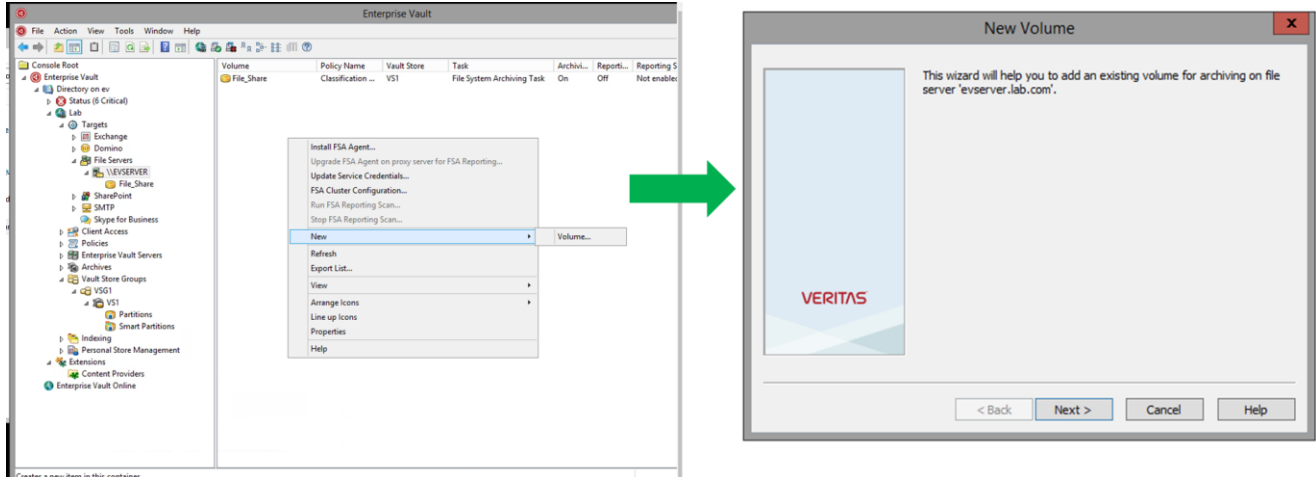 Enterprise Vault
File Action View Tools Window Help
Console Root
Enterprise Vault
Directory on ev
Status (6 Critical)
Lab
Targets
Exchange
Domino
File Servers
\\EVSERVER
File_Share
SharePoint
SMTP
Skype for Business
Client Access
Policies
Enterprise Vault Servers
Archives
Vault Store Groups
VSG1
VS1
Partitions
Smart Partitions
Indexing
Personal Store Management
Extensions
Content Providers
Enterprise Vault Online
Volume Policy Name Vault Store Task Archivi... Reporti... Reporting S
File_Share Classification ... VS1 File System Archiving Task On Off Not enabled
Install FSA Agent...
Upgrade FSA Agent on proxy server for FSA Reporting...
Update Service Credentials...
FSA Cluster Configuration...
Run FSA Reporting Scan...
Stop FSA Reporting Scan...
New Volume...
Refresh
Export List...
View
Arrange Icons
Line up Icons
Properties
Help
Creates a new item in this container.
New Volume
x
This wizard will help you to add an existing volume for archiving on file
server 'evserver.lab.com'.
VERITAS
< Back Next > Cancel Help